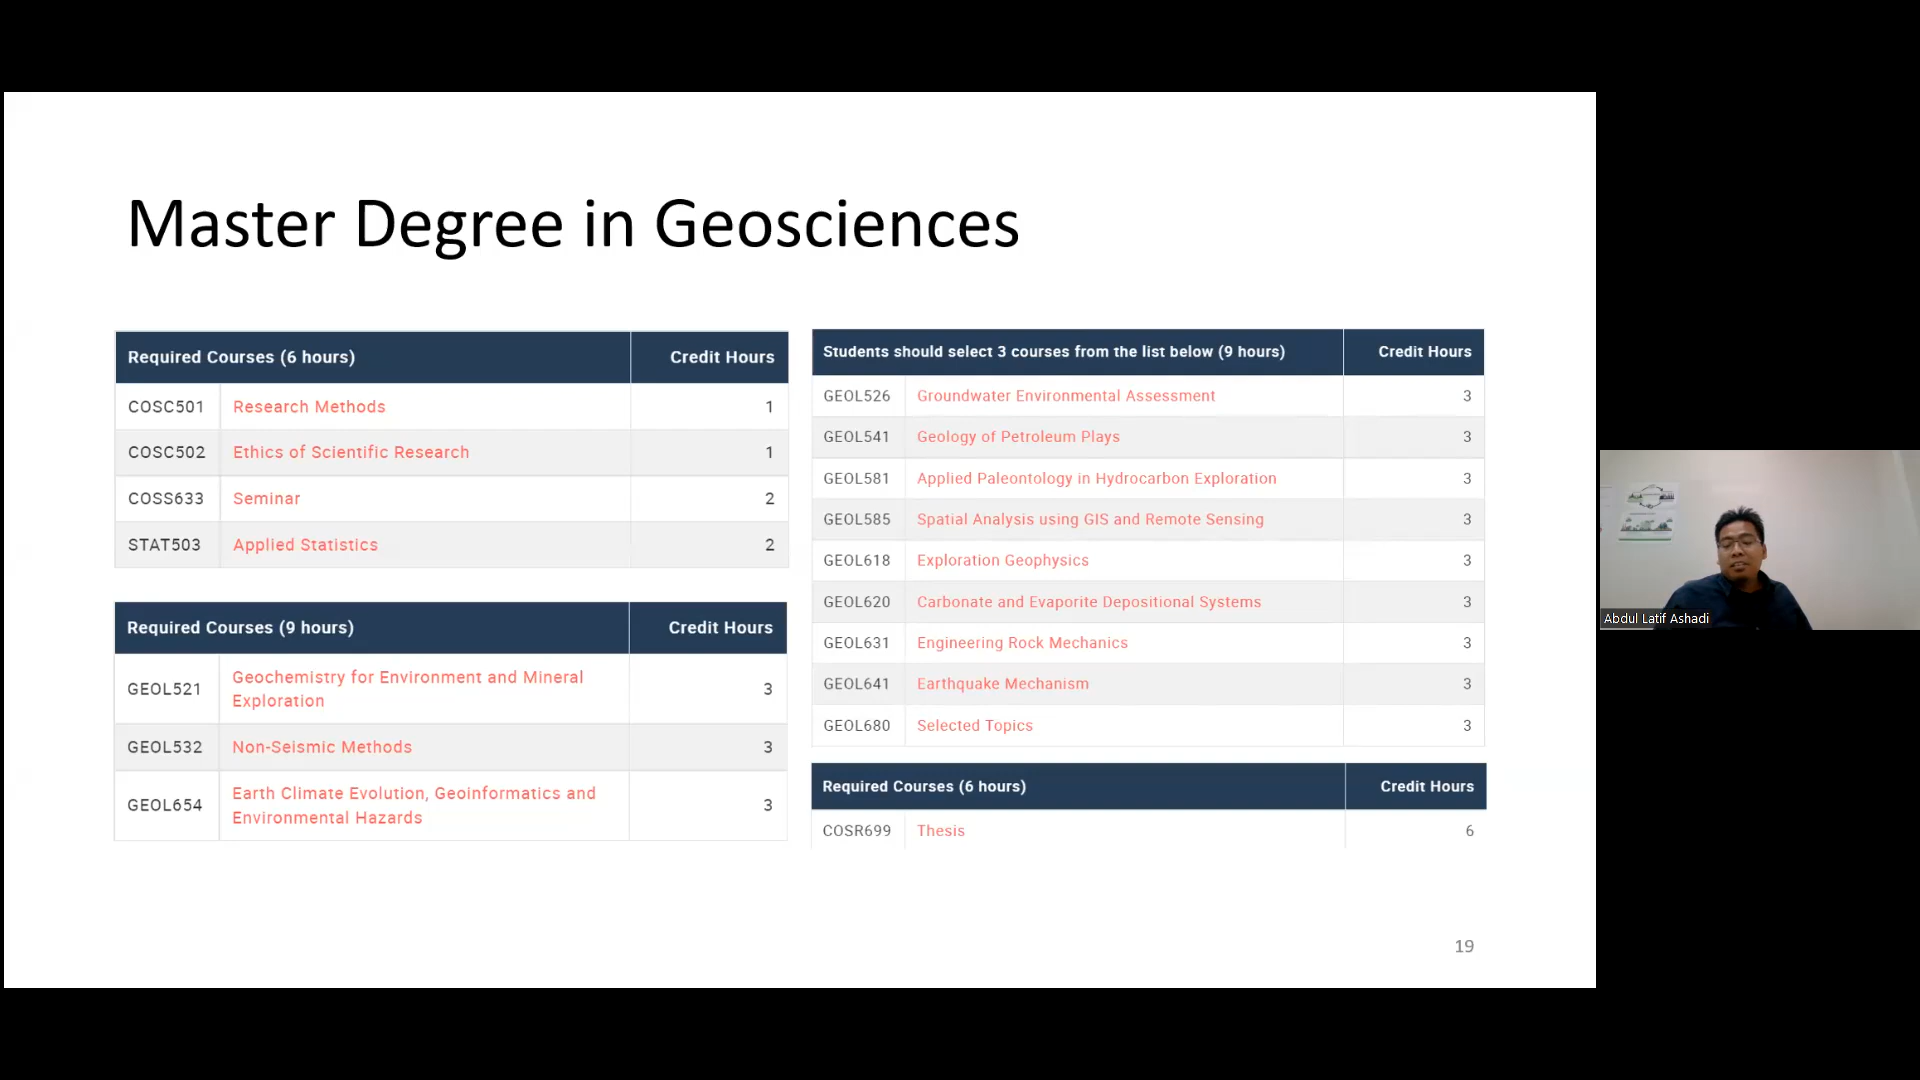 Master Degree in Geosciences
Required Courses (6 hours) Credit Hours
COSC501 Research Methods 1
COSC502 Ethics of Scientific Research 1
COSS633 Seminar 2
STAT503 Applied Statistics 2
Required Courses (9 hours) Credit Hours
GEOL521 Geochemistry for Environment and Mineral
Exploration 3
GEOL532 Non-Seismic Methods 3
GEOL654 Earth Climate Evolution, Geoinformatics and
Environmental Hazards 3
Students should select 3 courses from the list below (9 hours) Credit Hours
GEOL526 Groundwater Environmental Assessment 3
GEOL541 Geology of Petroleum Plays 3
GEOL581 Applied Paleontology in Hydrocarbon Exploration 3
GEOL585 Spatial Analysis using GIS and Remote Sensing 3
GEOL618 Exploration Geophysics 3
GEOL620 Carbonate and Evaporite Depositional Systems 3
GEOL631 Engineering Rock Mechanics 3
GEOL641 Earthquake Mechanism 3
GEOL680 Selected Topics 3
Required Courses (6 hours) Credit Hours
COSR699 Thesis 6
19
Abdul Latif Ashadi